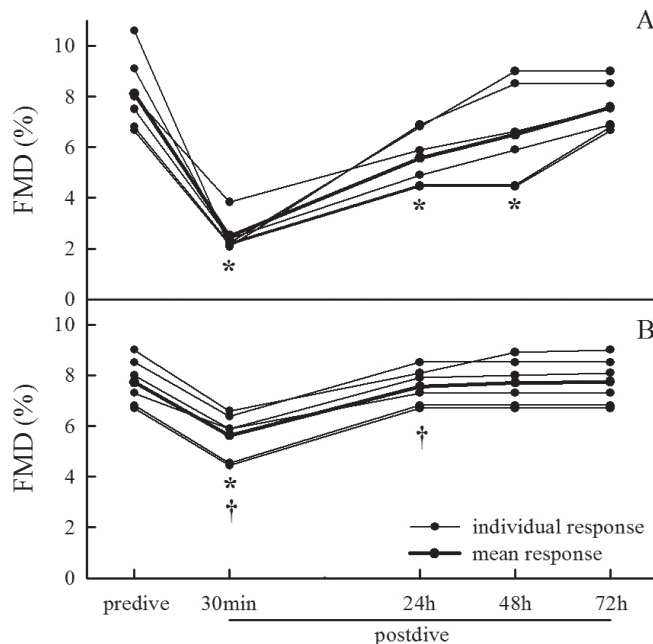 A
FMD (%)
10
8
6
4
2
0
*
*
*
B
FMD (%)
10
8
6
4
2
0
*
†
†
individual response
mean response
predive
30min
24h
48h
72h
postdive